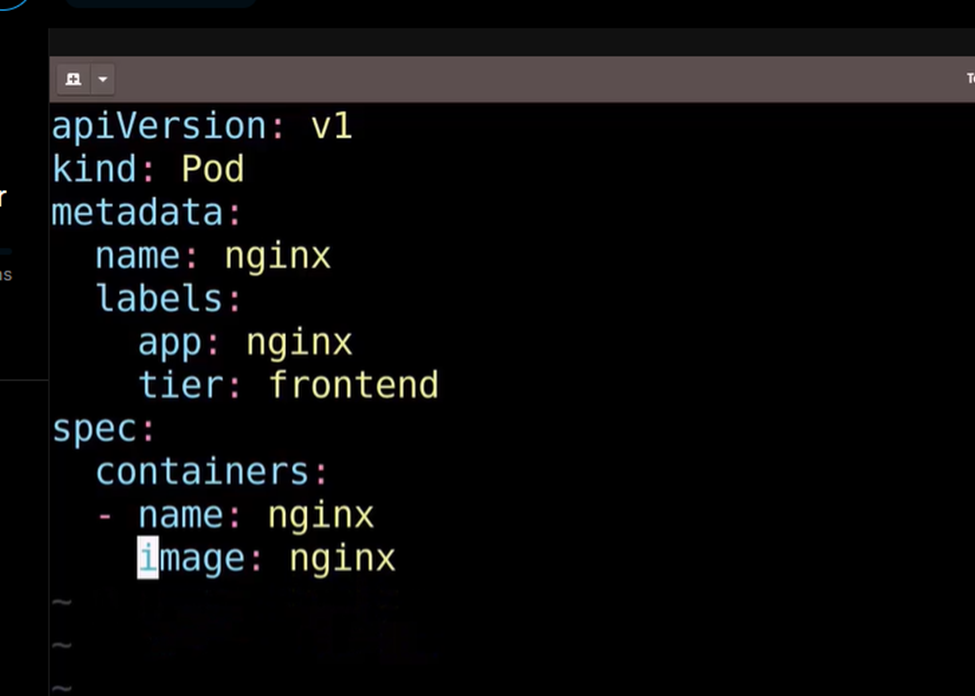 apiVersion: v1
kind: Pod
metadata:
  name: nginx
  labels:
    app: nginx
    tier: frontend
spec:
  containers:
  - name: nginx
    image: nginx
~
~
~